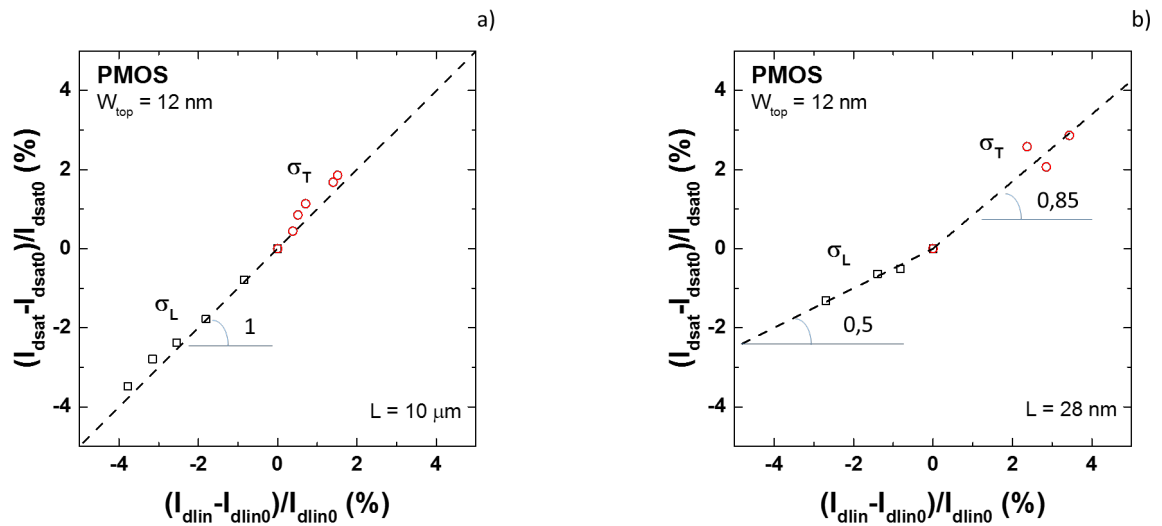 a)
(I_dsat-I_dsat0)/I_dsat0 (%)
4
2
0
-2
-4
PMOS
W_top = 12 nm
σ_T
σ_L
1
L = 10 μm
-4 -2 0 2 4
(I_dlin-I_dlin0)/I_dlin0 (%)
b)
(I_dsat-I_dsat0)/I_dsat0 (%)
4
2
0
-2
-4
PMOS
W_top = 12 nm
σ_T
0,85
σ_L
0,5
L = 28 nm
-4 -2 0 2 4
(I_dlin-I_dlin0)/I_dlin0 (%)